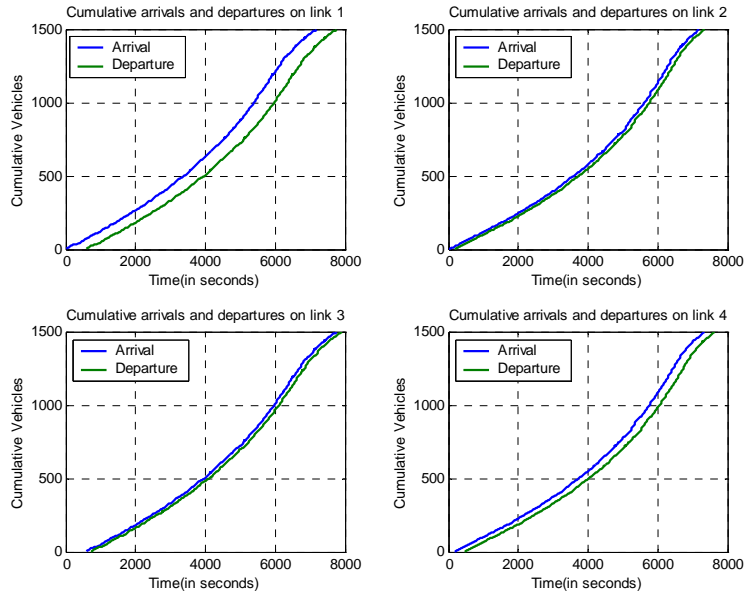 Cumulative arrivals and departures on link 1
1500
1000
500
0
0 2000 4000 6000 8000
Cumulative Vehicles
Time(in seconds)
Arrival
Departure
Cumulative arrivals and departures on link 2
1500
1000
500
0
0 2000 4000 6000 8000
Cumulative Vehicles
Time(in seconds)
Arrival
Departure
Cumulative arrivals and departures on link 3
1500
1000
500
0
0 2000 4000 6000 8000
Cumulative Vehicles
Time(in seconds)
Arrival
Departure
Cumulative arrivals and departures on link 4
1500
1000
500
0
0 2000 4000 6000 8000
Cumulative Vehicles
Time(in seconds)
Arrival
Departure